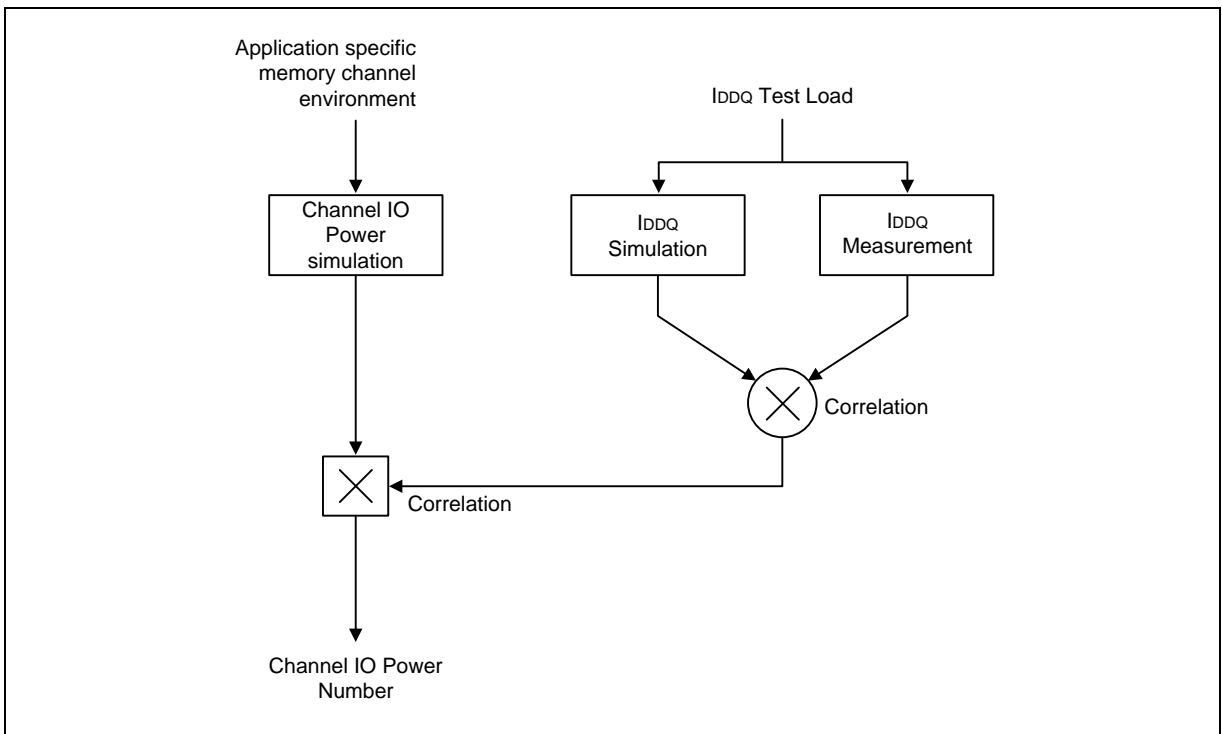 Application specific
memory channel
environment
IDDQ Test Load
Channel IO
Power
simulation
IDDQ
Simulation
IDDQ
Measurement
Correlation
Correlation
Channel IO Power
Number